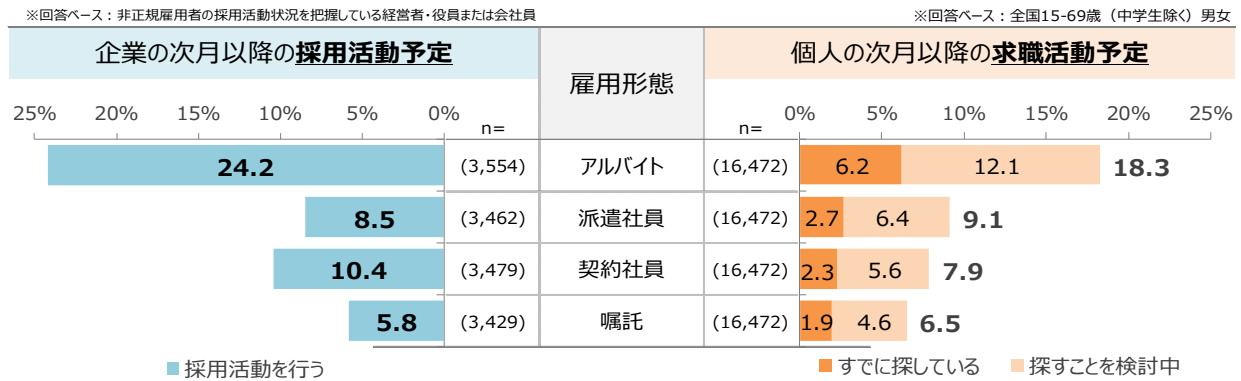 ※回答ベース：非正規雇用者の採用活動状況を把握している経営者・役員または会社員
※回答ベース：全国15-69歳（中学生除く）男女
企業の次月以降の採用活動予定
雇用形態
個人の次月以降の求職活動予定
25% 20% 15% 10% 5% 0%
n=
n=
0% 5% 10% 15% 20% 25%
24.2 (3,554) アルバイト (16,472) 6.2 12.1 18.3
8.5 (3,462) 派遣社員 (16,472) 2.7 6.4 9.1
10.4 (3,479) 契約社員 (16,472) 2.3 5.6 7.9
5.8 (3,429) 嘱託 (16,472) 1.9 4.6 6.5
採用活動を行う
すでに探している 探すことを検討中